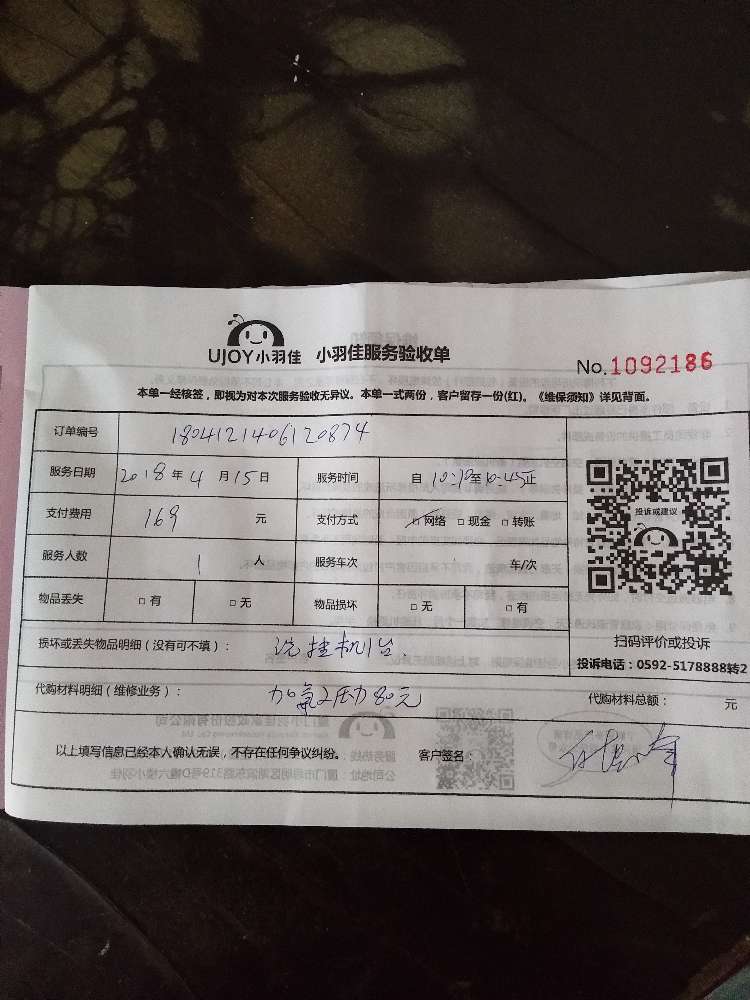 UJOY小羽佳 小羽佳服务验收单
No.1092186
本单一经核签，即视为对本次服务验收无异议。本单一式两份，客户留存一份(红)。《维保须知》详见背面。
订单编号 1804121406120874
服务日期 2018年4月15日 服务时间 自10:10至10:45止
支付费用 169元 支付方式 □网络 □现金 □转账
投诉或建议
服务人数 1人 服务车次 车/次
物品丢失 □有 □无 物品损坏 □无 □有
损坏或丢失物品明细（没有可不填）： 洗挂机1台.
扫码评价或投诉
投诉电话：0592-5178888转2
代购材料明细（维修业务）： 加氟2压力80元 代购材料总额： 元
以上填写信息已经本人确认无误，不存在任何争议纠纷。 客户签名：